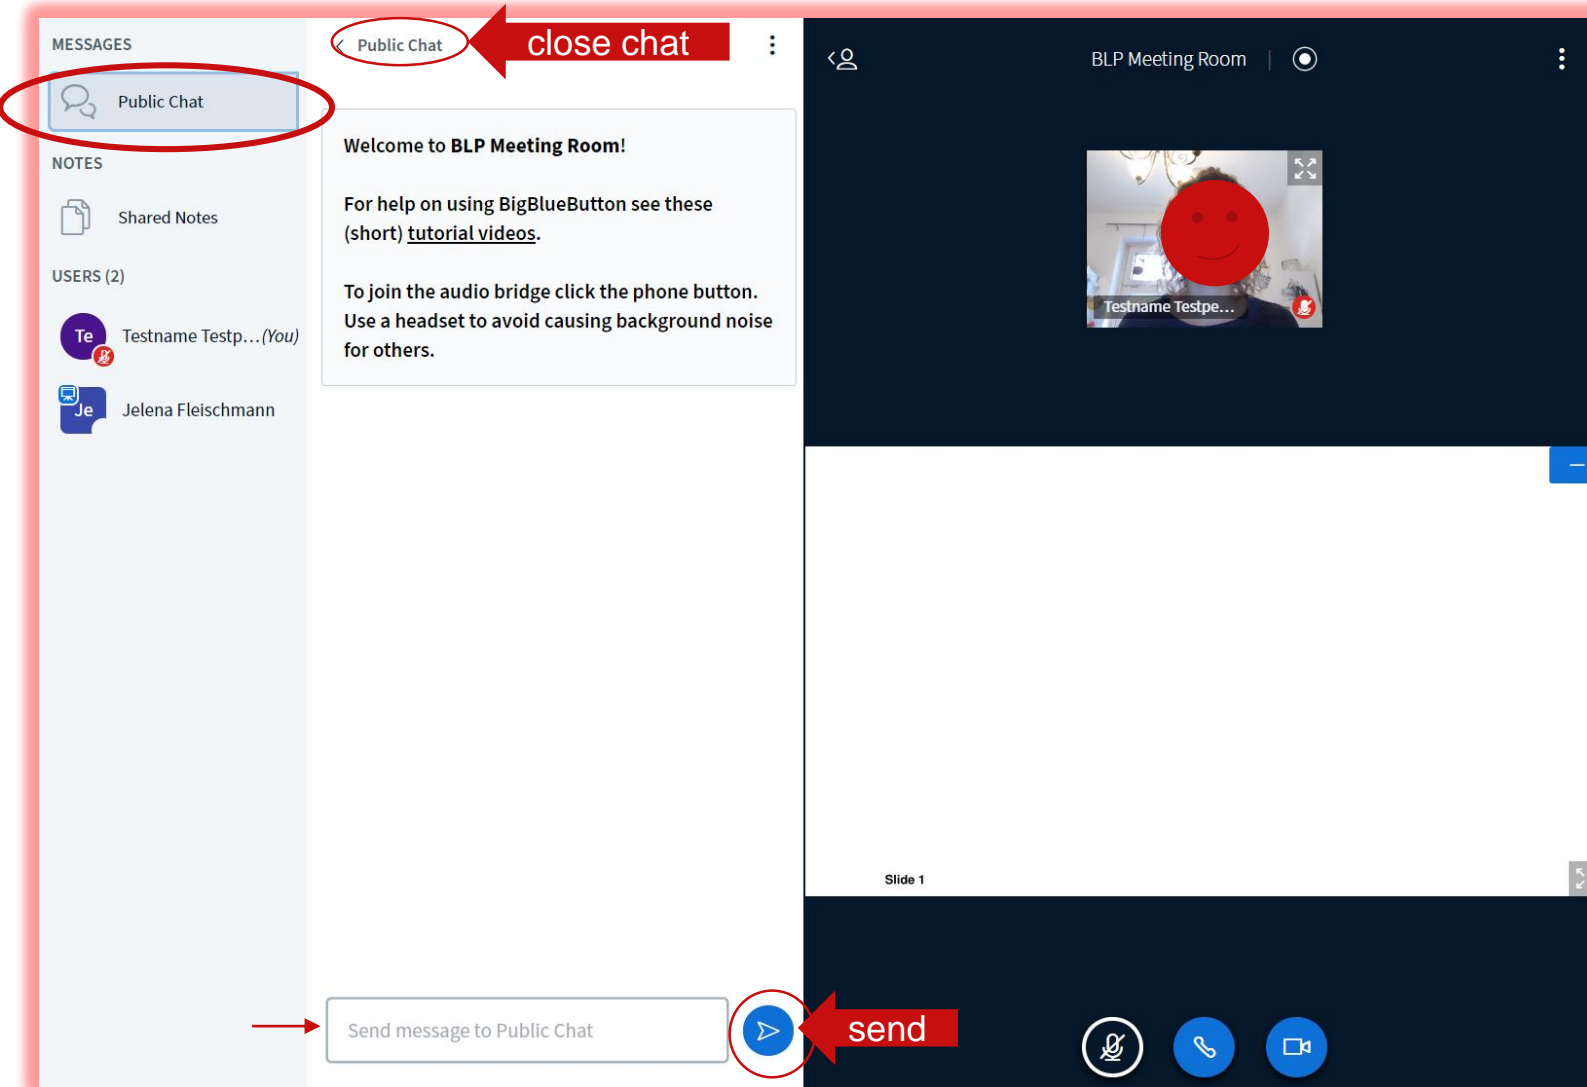 MESSAGES
Public Chat
NOTES
Shared Notes
USERS (2)
Te
Testname Testp...(You)
Je
Jelena Fleischmann
Public Chat
close chat
Welcome to BLP Meeting Room!
For help on using BigBlueButton see these
(short) tutorial videos.
To join the audio bridge click the phone button.
Use a headset to avoid causing background noise
for others.
Send message to Public Chat
send
BLP Meeting Room
Testname Testpe...
Slide 1